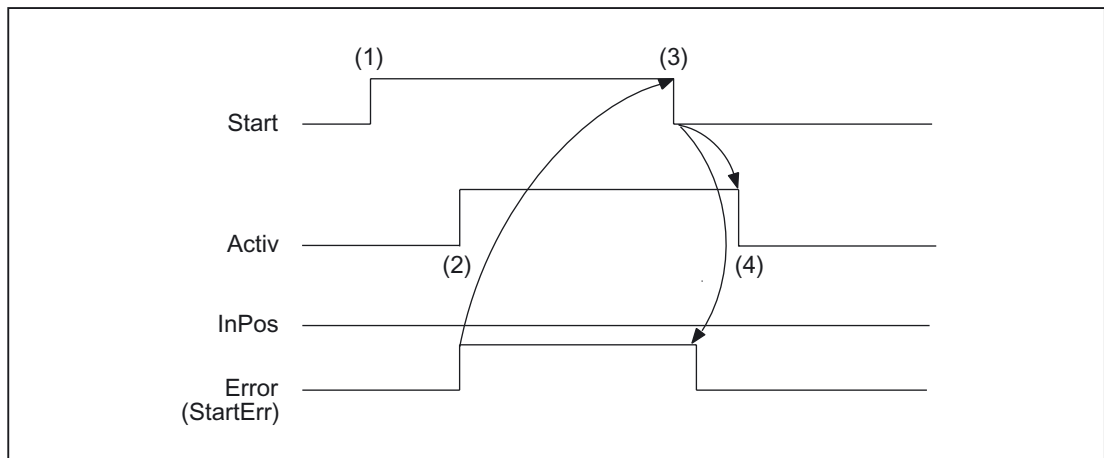 (1)
(3)
Start
Activ
(2)
(4)
InPos
Error
(StartErr)